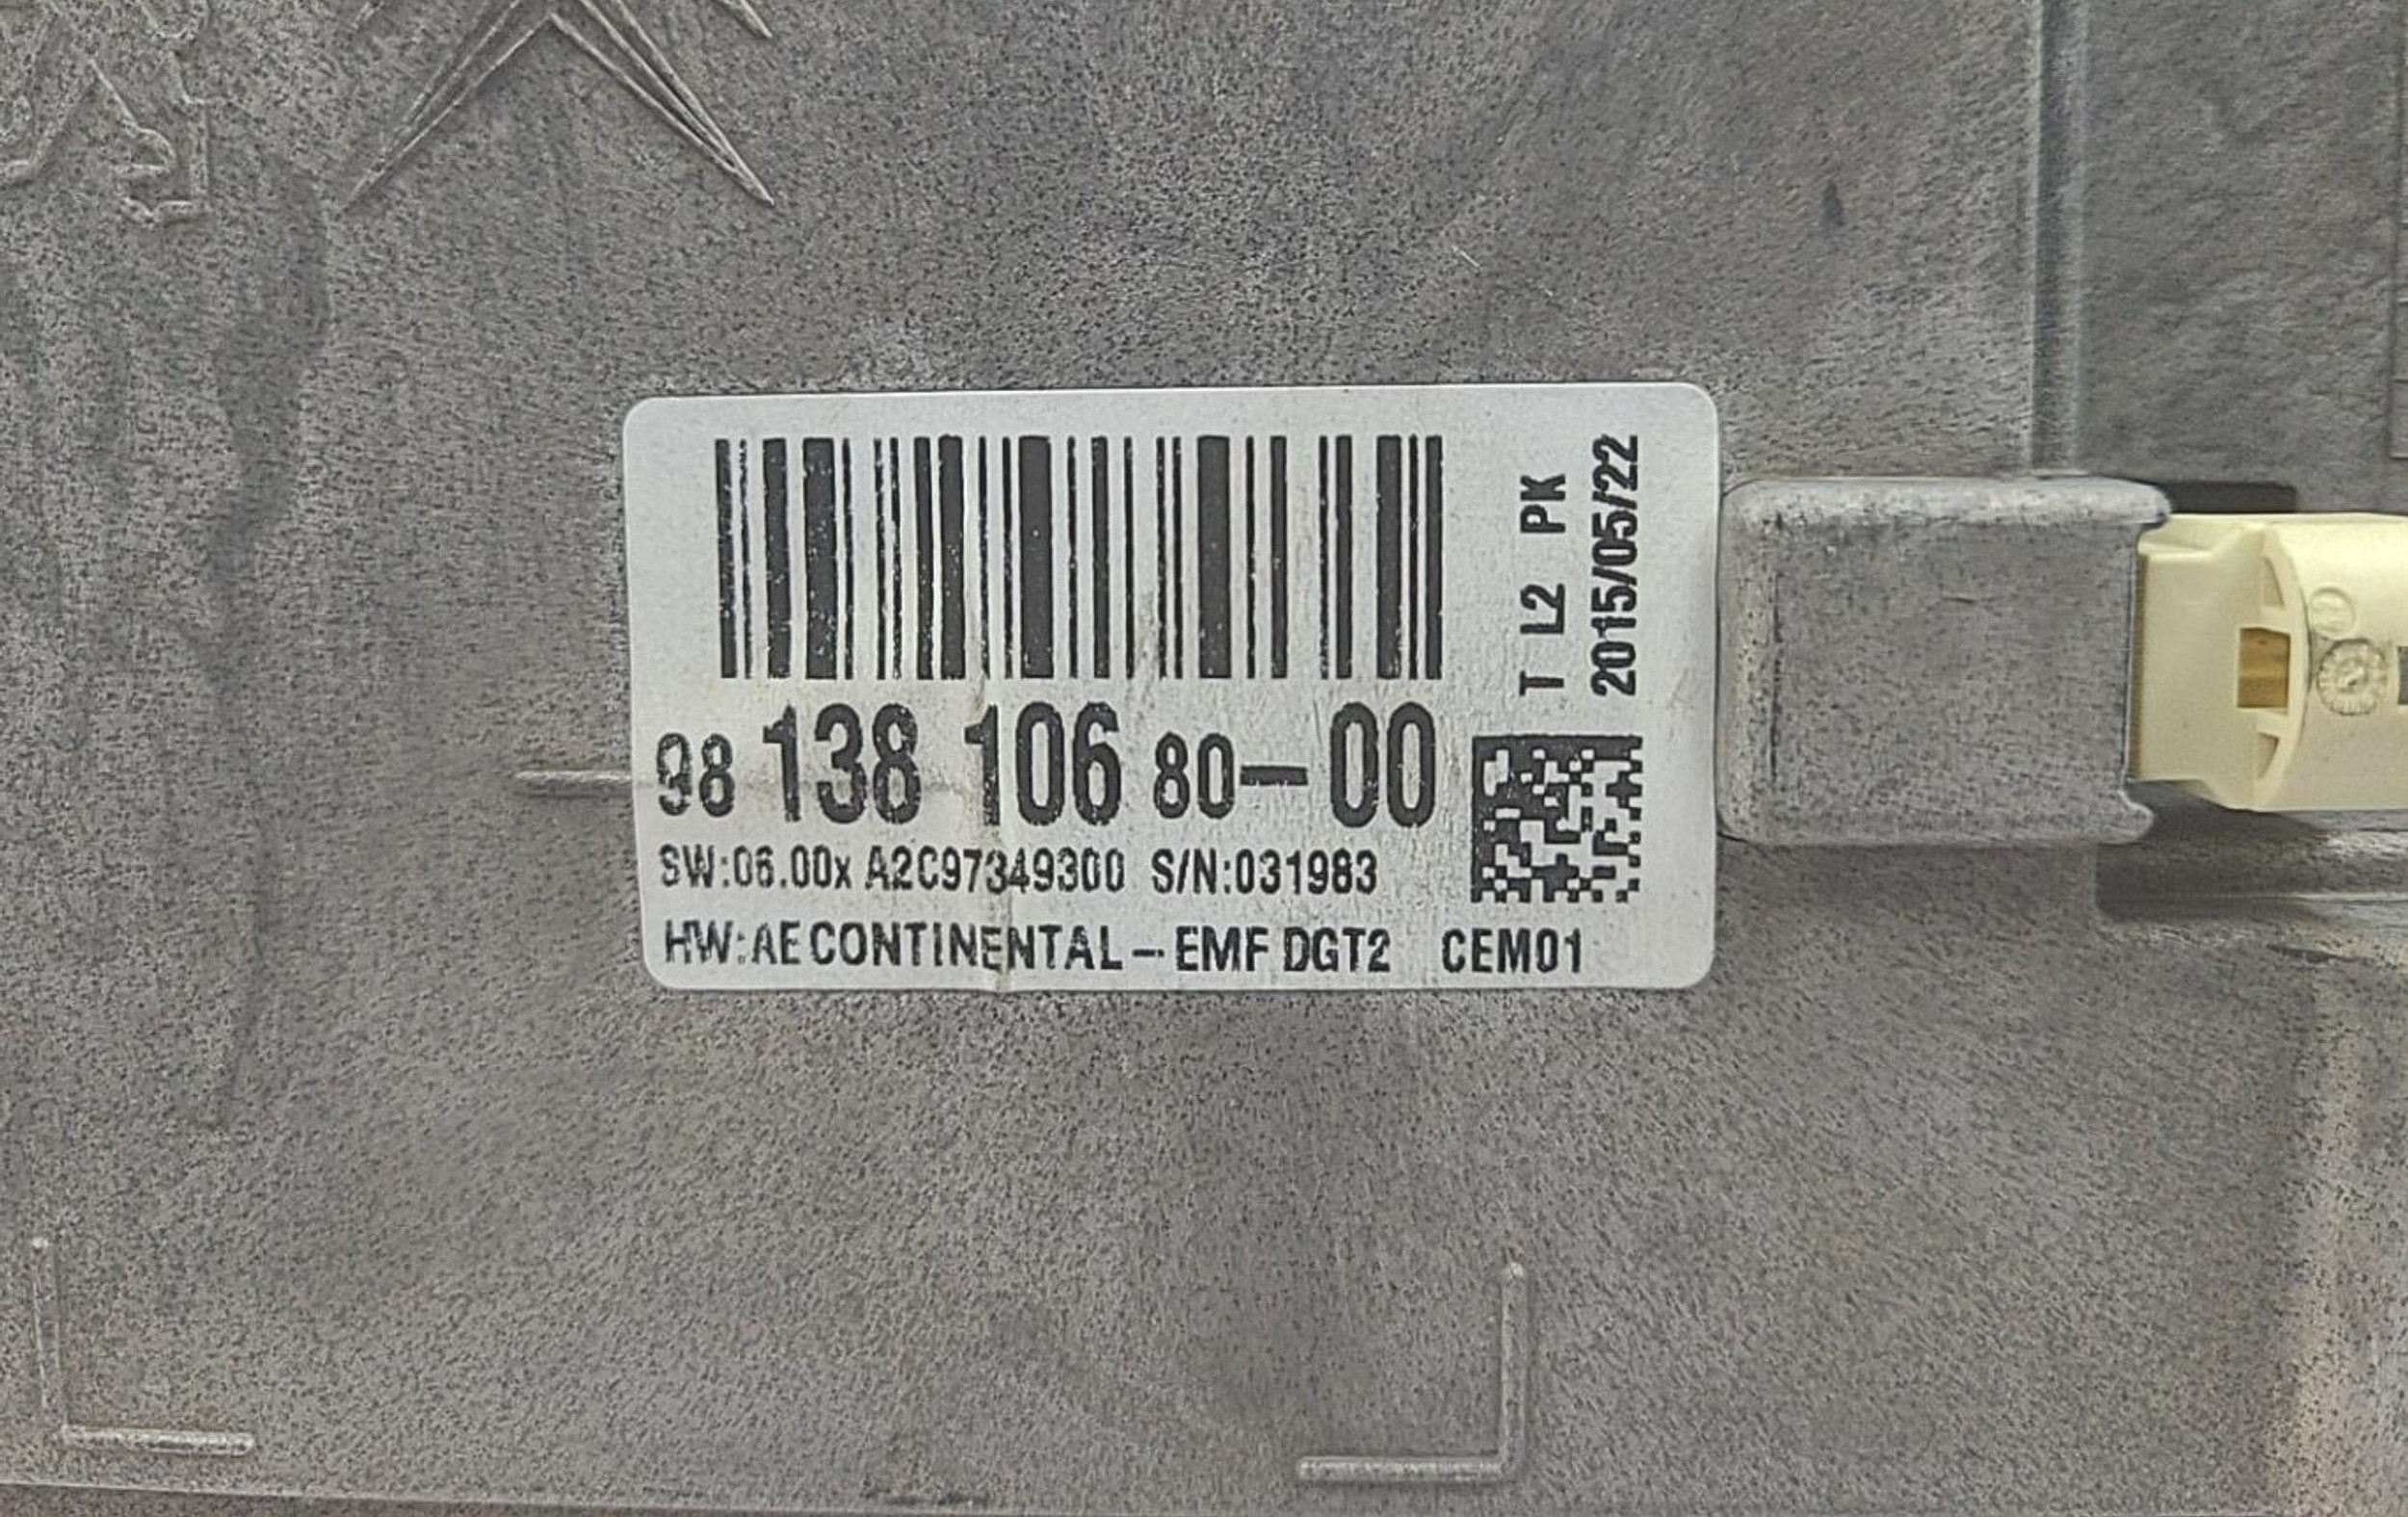 98 138 106 80-00
SW:06.00x A2C97349300 S/N:031983
HW:AE CONTINENTAL-EMF DGT2 CEM01
T L2 PK
2015/05/22